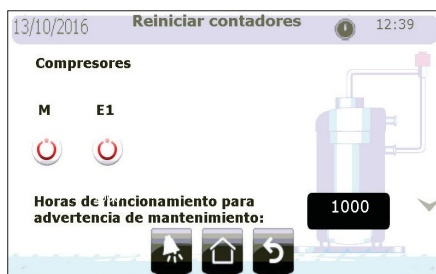 13/10/2016 Reiniciar contadores 12:39
Compresores
M E1
Horas de funcionamiento para
advertencia de mantenimiento: 1000